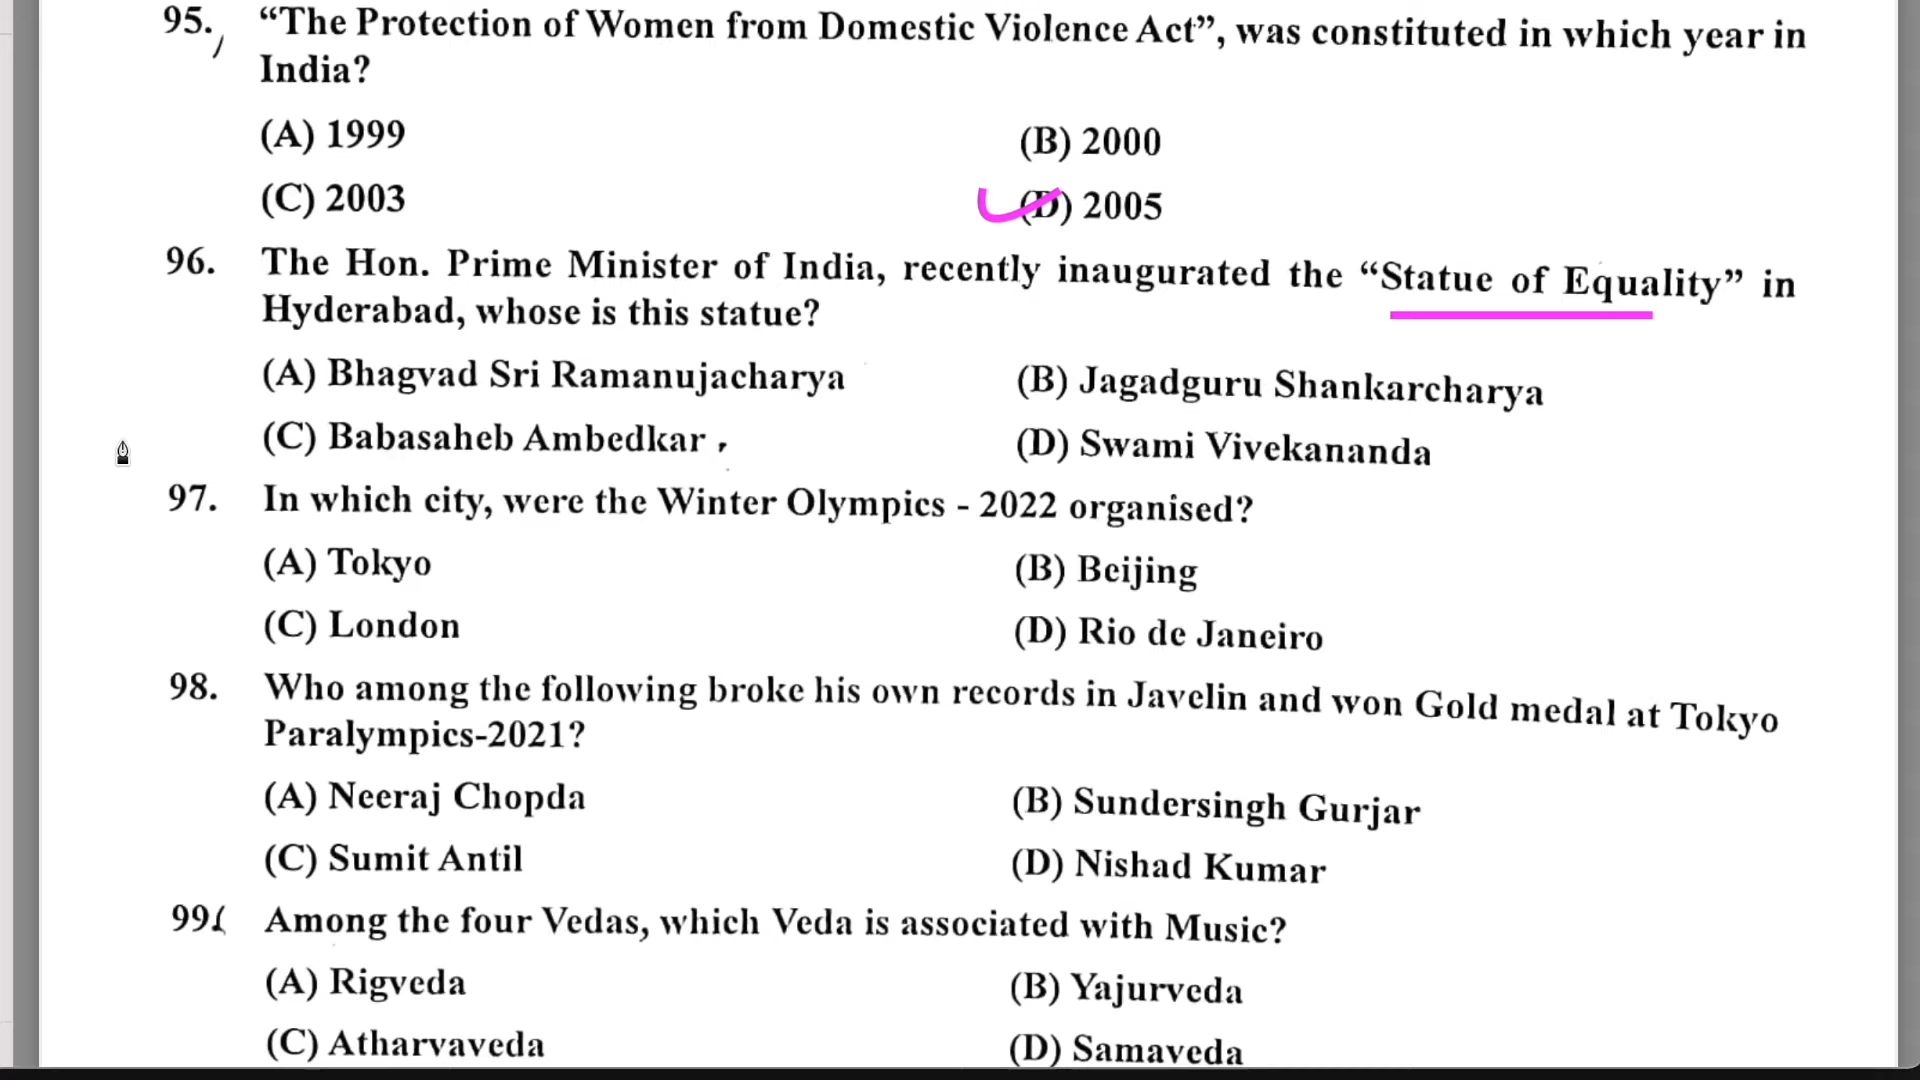 95. “The Protection of Women from Domestic Violence Act”, was constituted in which year in
India?
(A) 1999 (B) 2000
(C) 2003 (D) 2005
96. The Hon. Prime Minister of India, recently inaugurated the “Statue of Equality” in
Hyderabad, whose is this statue?
(A) Bhagvad Sri Ramanujacharya (B) Jagadguru Shankarcharya
(C) Babasaheb Ambedkar (D) Swami Vivekananda
97. In which city, were the Winter Olympics - 2022 organised?
(A) Tokyo (B) Beijing
(C) London (D) Rio de Janeiro
98. Who among the following broke his own records in Javelin and won Gold medal at Tokyo
Paralympics-2021?
(A) Neeraj Chopda (B) Sundersingh Gurjar
(C) Sumit Antil (D) Nishad Kumar
99. Among the four Vedas, which Veda is associated with Music?
(A) Rigveda (B) Yajurveda
(C) Atharvaveda (D) Samaveda